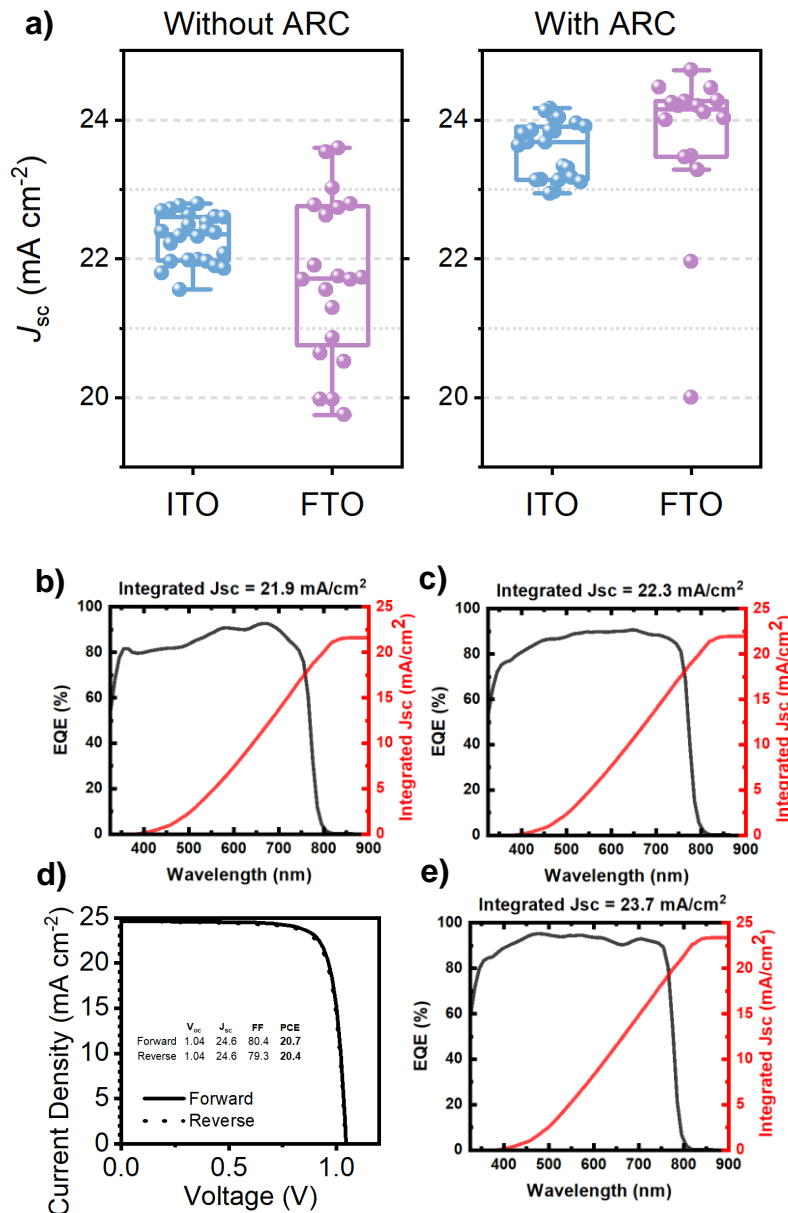 a)
Without ARC
With ARC
Jsc (mA cm−2)
24
22
20
ITO
FTO
ITO
FTO
b)
Integrated Jsc = 21.9 mA/cm2
EQE (%)
100
80
60
40
20
0
400 500 600 700 800 900
Wavelength (nm)
25
20
15
10
5
0
Integrated Jsc (mA/cm2)
c)
Integrated Jsc = 22.3 mA/cm2
EQE (%)
100
80
60
40
20
0
400 500 600 700 800 900
Wavelength (nm)
25
20
15
10
5
0
Integrated Jsc (mA/cm2)
d)
Current Density (mA cm−2)
25
20
15
10
5
0
Voc Jsc FF PCE
Forward 1.04 24.6 80.4 20.7
Reverse 1.04 24.6 79.3 20.4
Forward
Reverse
0.0 0.5 1.0
Voltage (V)
e)
Integrated Jsc = 23.7 mA/cm2
EQE (%)
100
80
60
40
20
0
400 500 600 700 800 900
Wavelength (nm)
25
20
15
10
5
0
Integrated Jsc (mA/cm2)